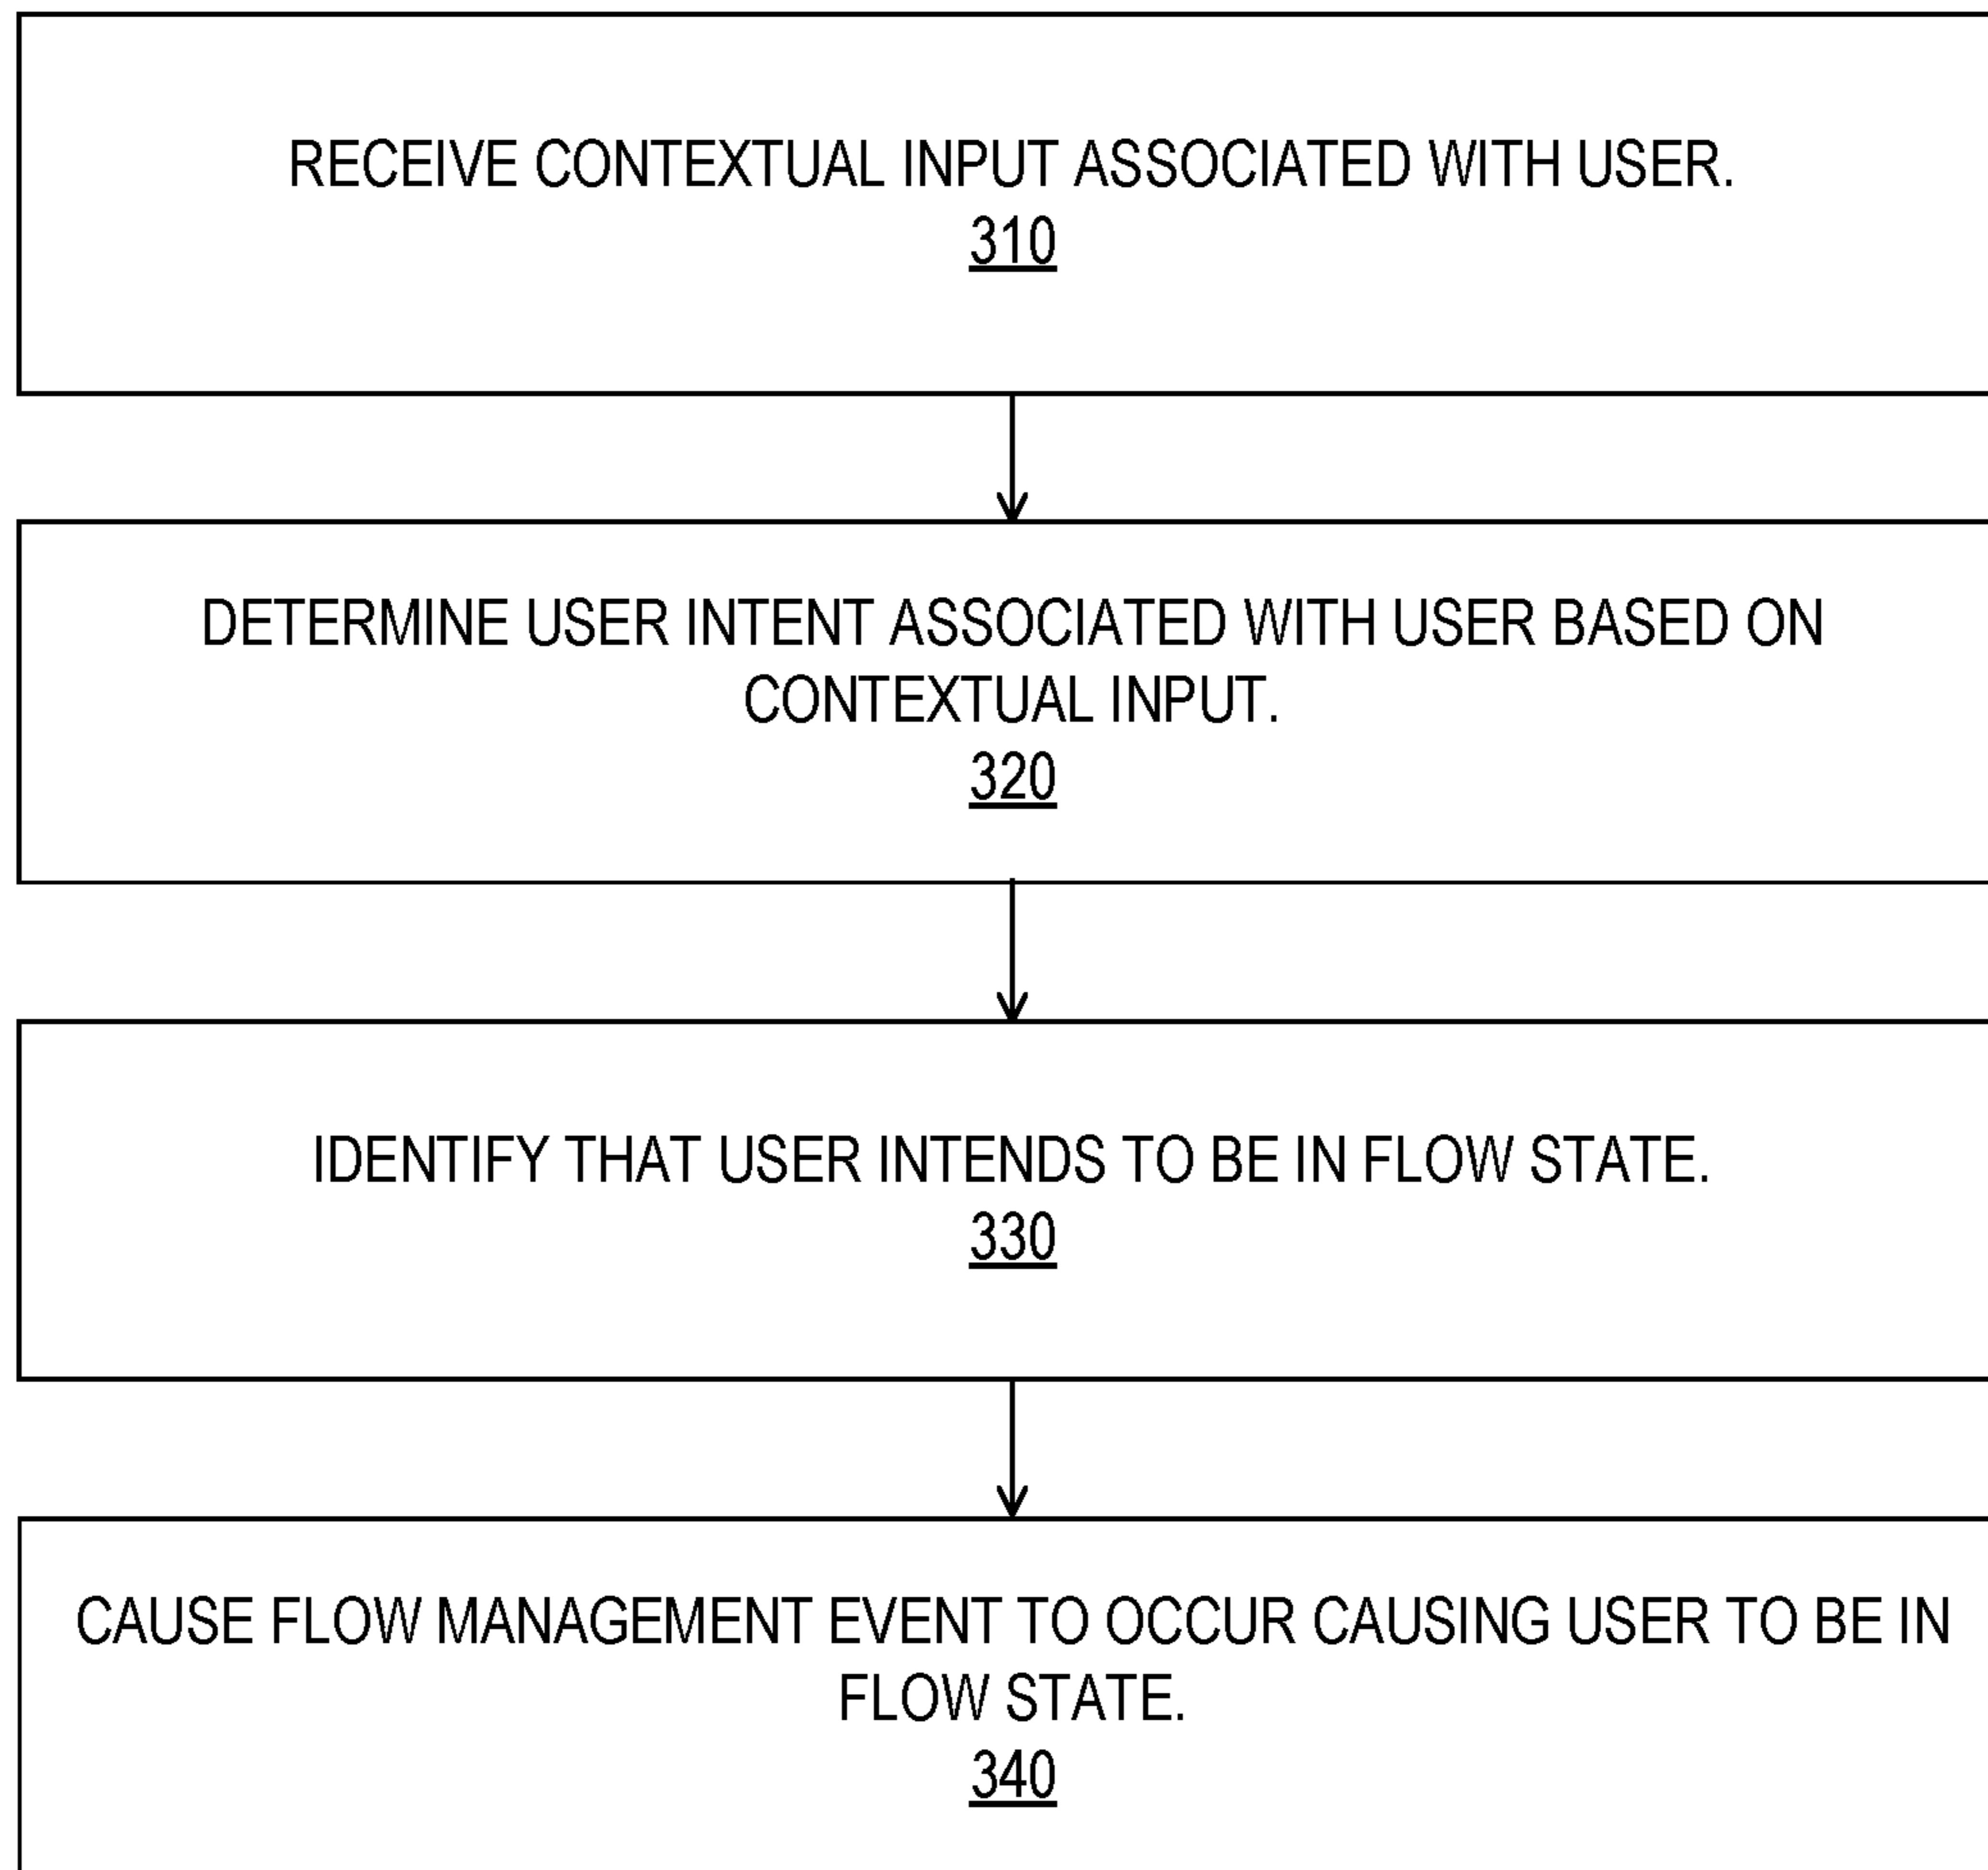 RECEIVE CONTEXTUAL INPUT ASSOCIATED WITH USER.
310
DETERMINE USER INTENT ASSOCIATED WITH USER BASED ON
CONTEXTUAL INPUT.
320
IDENTIFY THAT USER INTENDS TO BE IN FLOW STATE.
330
CAUSE FLOW MANAGEMENT EVENT TO OCCUR CAUSING USER TO BE IN
FLOW STATE.
340